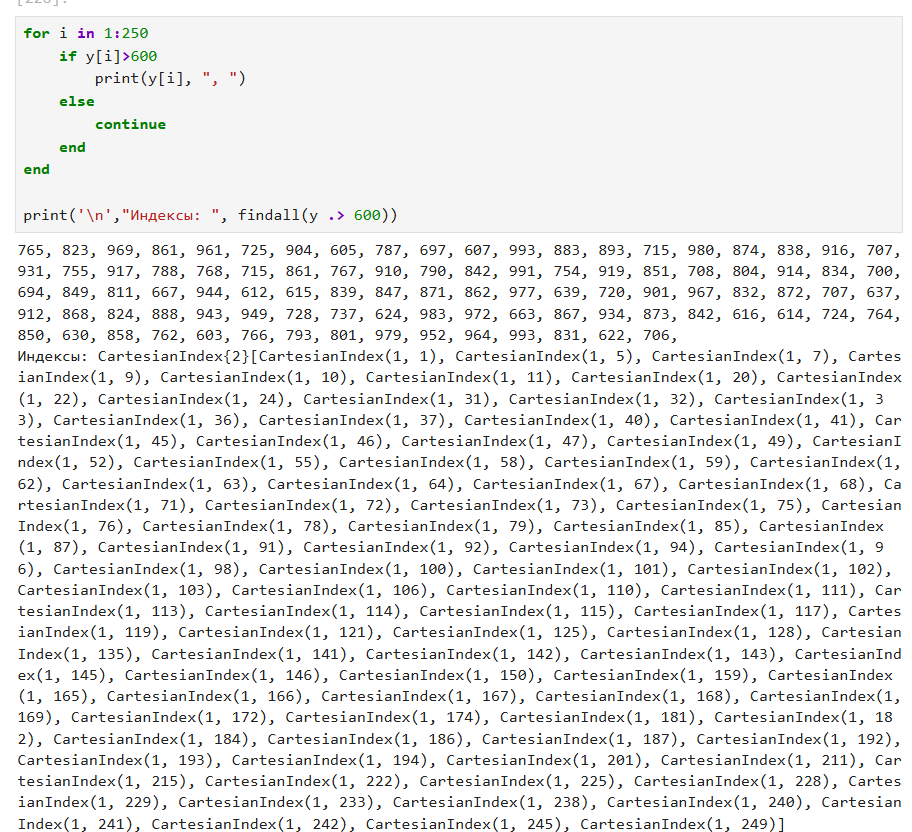 [220]:
for i in 1:250
    if y[i]>600
        print(y[i], ", ")
    else
        continue
    end
end

print('\n',"Индексы: ", findall(y .> 600))
765, 823, 969, 861, 961, 725, 904, 605, 787, 697, 607, 993, 883, 893, 715, 980, 874, 838, 916, 707,
931, 755, 917, 788, 768, 715, 861, 767, 910, 790, 842, 991, 754, 919, 851, 708, 804, 914, 834, 700,
694, 849, 811, 667, 944, 612, 615, 839, 847, 871, 862, 977, 639, 720, 901, 967, 832, 872, 707, 637,
912, 868, 824, 888, 943, 949, 728, 737, 624, 983, 972, 663, 867, 934, 873, 842, 616, 614, 724, 764,
850, 630, 858, 762, 603, 766, 793, 801, 979, 952, 964, 993, 831, 622, 706,
Индексы: CartesianIndex{2}[CartesianIndex(1, 1), CartesianIndex(1, 5), CartesianIndex(1, 7), Cartes
ianIndex(1, 9), CartesianIndex(1, 10), CartesianIndex(1, 11), CartesianIndex(1, 20), CartesianIndex
(1, 22), CartesianIndex(1, 24), CartesianIndex(1, 31), CartesianIndex(1, 32), CartesianIndex(1, 3
3), CartesianIndex(1, 36), CartesianIndex(1, 37), CartesianIndex(1, 40), CartesianIndex(1, 41), Car
tesianIndex(1, 45), CartesianIndex(1, 46), CartesianIndex(1, 47), CartesianIndex(1, 49), CartesianI
ndex(1, 52), CartesianIndex(1, 55), CartesianIndex(1, 58), CartesianIndex(1, 59), CartesianIndex(1,
62), CartesianIndex(1, 63), CartesianIndex(1, 64), CartesianIndex(1, 67), CartesianIndex(1, 68), Ca
rtesianIndex(1, 71), CartesianIndex(1, 72), CartesianIndex(1, 73), CartesianIndex(1, 75), Cartesian
Index(1, 76), CartesianIndex(1, 78), CartesianIndex(1, 79), CartesianIndex(1, 85), CartesianIndex
(1, 87), CartesianIndex(1, 91), CartesianIndex(1, 92), CartesianIndex(1, 94), CartesianIndex(1, 9
6), CartesianIndex(1, 98), CartesianIndex(1, 100), CartesianIndex(1, 101), CartesianIndex(1, 102),
CartesianIndex(1, 103), CartesianIndex(1, 106), CartesianIndex(1, 110), CartesianIndex(1, 111), Car
tesianIndex(1, 113), CartesianIndex(1, 114), CartesianIndex(1, 115), CartesianIndex(1, 117), Cartes
ianIndex(1, 119), CartesianIndex(1, 121), CartesianIndex(1, 125), CartesianIndex(1, 128), Cartesian
Index(1, 135), CartesianIndex(1, 141), CartesianIndex(1, 142), CartesianIndex(1, 143), CartesianInd
ex(1, 145), CartesianIndex(1, 146), CartesianIndex(1, 150), CartesianIndex(1, 159), CartesianIndex
(1, 165), CartesianIndex(1, 166), CartesianIndex(1, 167), CartesianIndex(1, 168), CartesianIndex(1,
169), CartesianIndex(1, 172), CartesianIndex(1, 174), CartesianIndex(1, 181), CartesianIndex(1, 18
2), CartesianIndex(1, 184), CartesianIndex(1, 186), CartesianIndex(1, 187), CartesianIndex(1, 192),
CartesianIndex(1, 193), CartesianIndex(1, 194), CartesianIndex(1, 201), CartesianIndex(1, 211), Car
tesianIndex(1, 215), CartesianIndex(1, 222), CartesianIndex(1, 225), CartesianIndex(1, 228), Cartes
ianIndex(1, 229), CartesianIndex(1, 233), CartesianIndex(1, 238), CartesianIndex(1, 240), Cartesian
Index(1, 241), CartesianIndex(1, 242), CartesianIndex(1, 245), CartesianIndex(1, 249)]